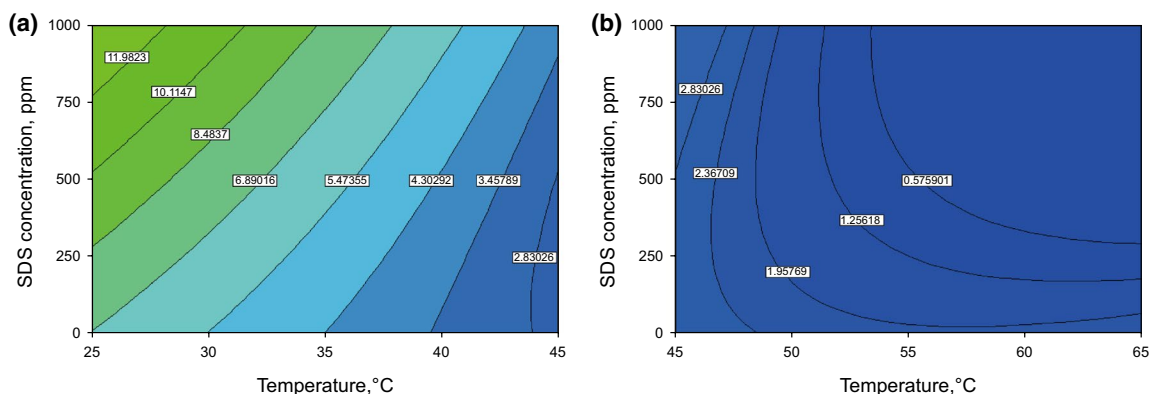 (a)
SDS concentration, ppm
1000
750
500
250
0
11.9823
10.1147
8.4837
6.89016
5.47355
4.30292
3.45789
2.83026
25 30 35 40 45
Temperature,°C
(b)
SDS concentration, ppm
1000
750
500
250
0
2.83026
2.36709
0.575901
1.25618
1.95769
45 50 55 60 65
Temperature,°C